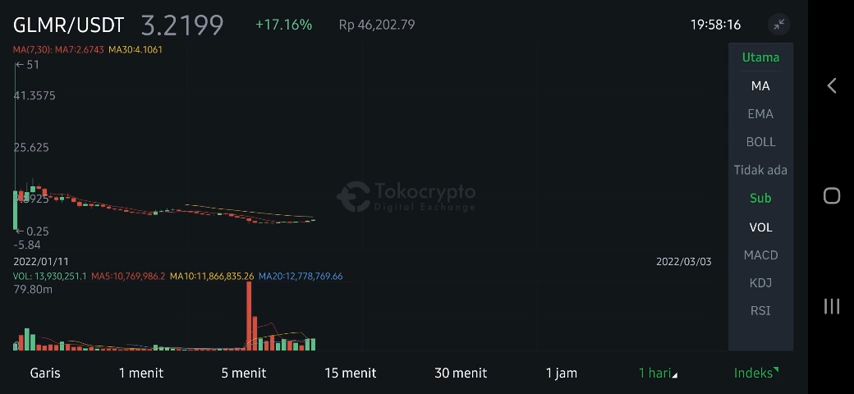 GLMR/USDT 3.2199 +17.16% Rp 46,202.79 19:58:16
MA(7,30): MA7:2.6743 MA30:4.1061
Utama
← 51
MA
41.3575
EMA
BOLL
25.625
Tidak ada
Tokocrypto
Digital Exchange
Sub
← 0.25
VOL
-5.84
MACD
2022/01/11 2022/03/03
VOL: 13,930,251.1 MA5:10,769,986.2 MA10:11,866,835.26 MA20:12,778,769.66
KDJ
79.80m
RSI
Garis 1 menit 5 menit 15 menit 30 menit 1 jam 1 hari Indeks